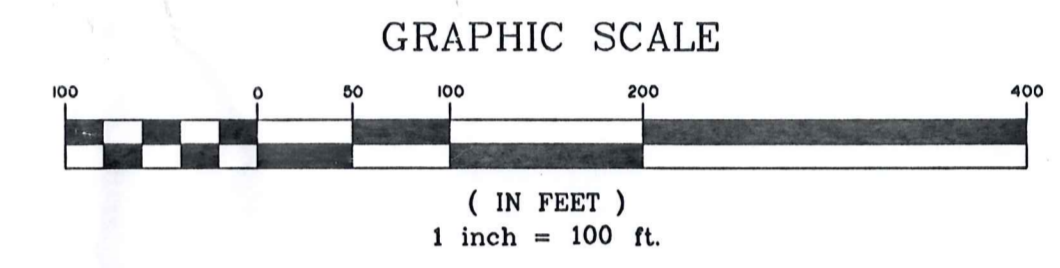 GRAPHIC SCALE
100 0 50 100 200 400
( IN FEET )
1 inch = 100 ft.